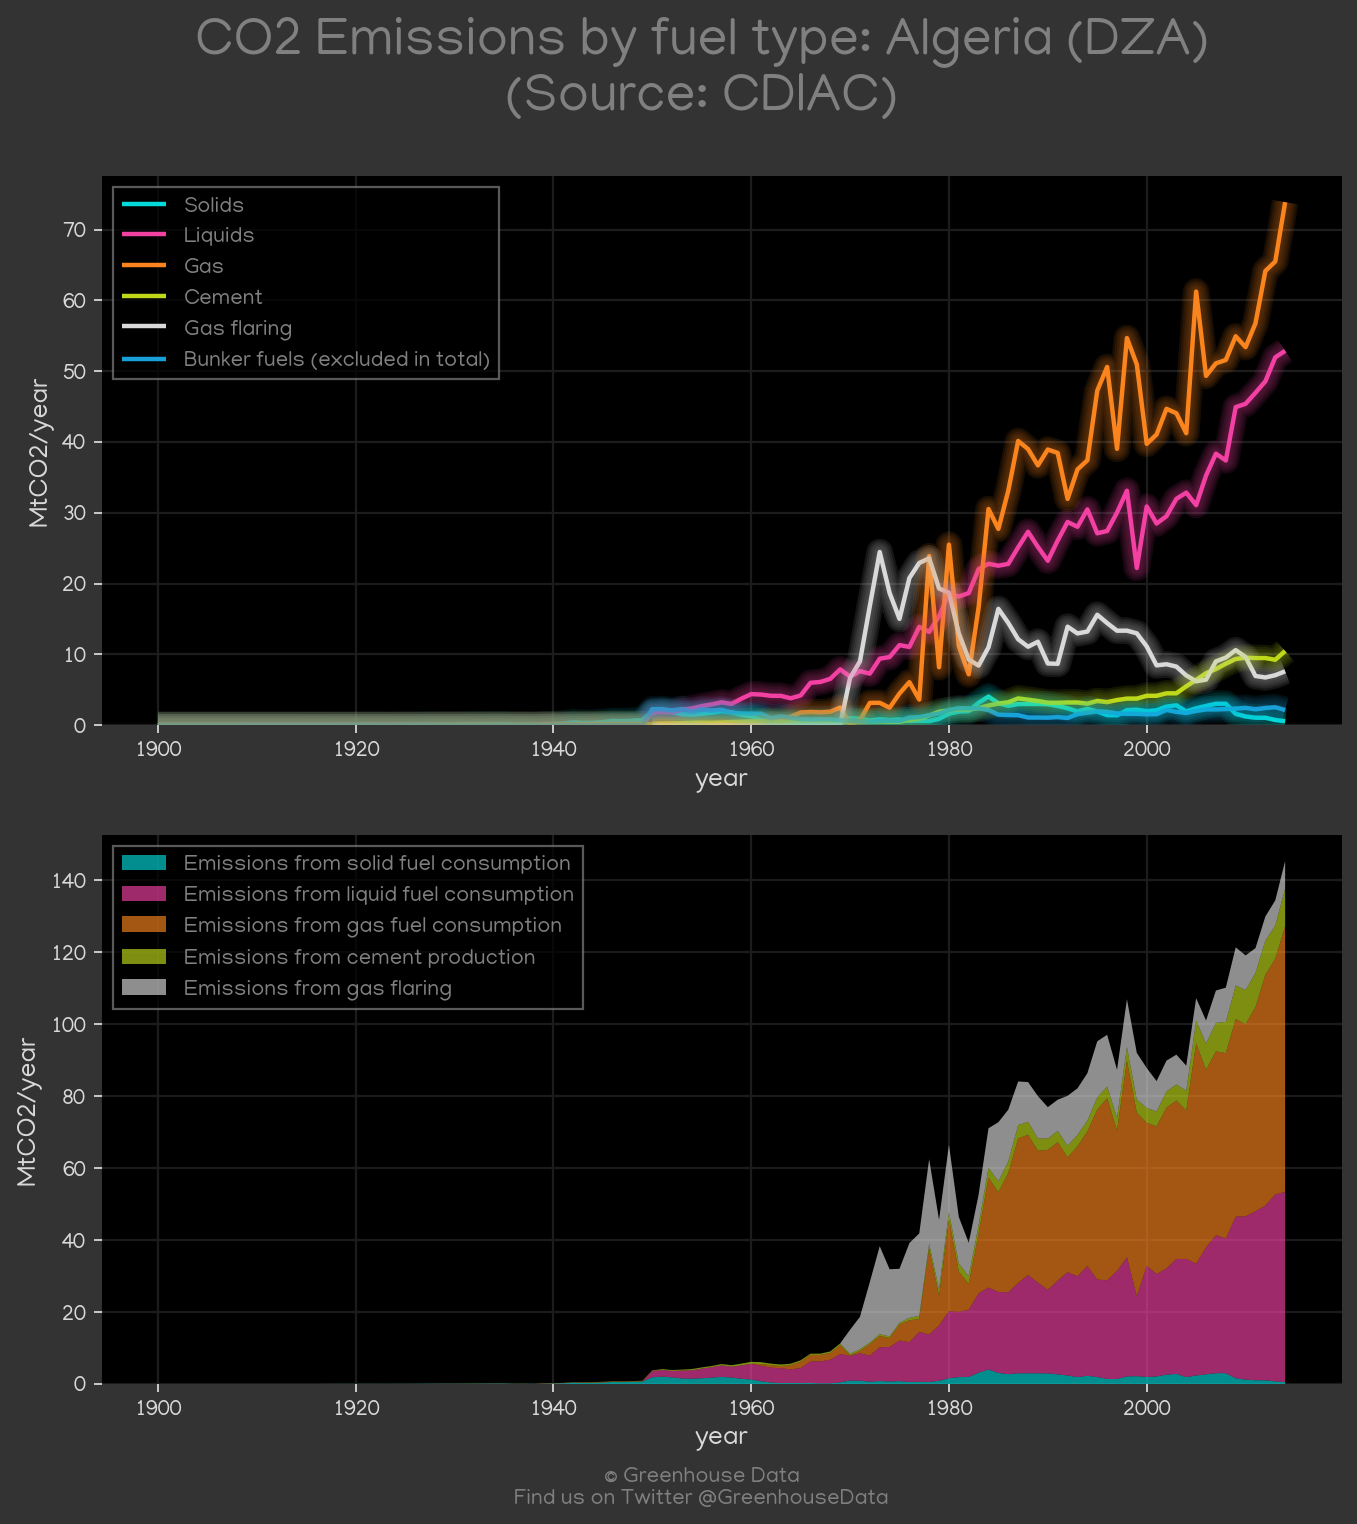 CO2 Emissions by fuel type: Algeria (DZA)
(Source: CDIAC)
Solids
Liquids
Gas
Cement
Gas flaring
Bunker fuels (excluded in total)
MtCO2/year
70
60
50
40
30
20
10
0
1900 1920 1940 1960 1980 2000
year
Emissions from solid fuel consumption
Emissions from liquid fuel consumption
Emissions from gas fuel consumption
Emissions from cement production
Emissions from gas flaring
MtCO2/year
140
120
100
80
60
40
20
0
1900 1920 1940 1960 1980 2000
year
© Greenhouse Data
Find us on Twitter @GreenhouseData